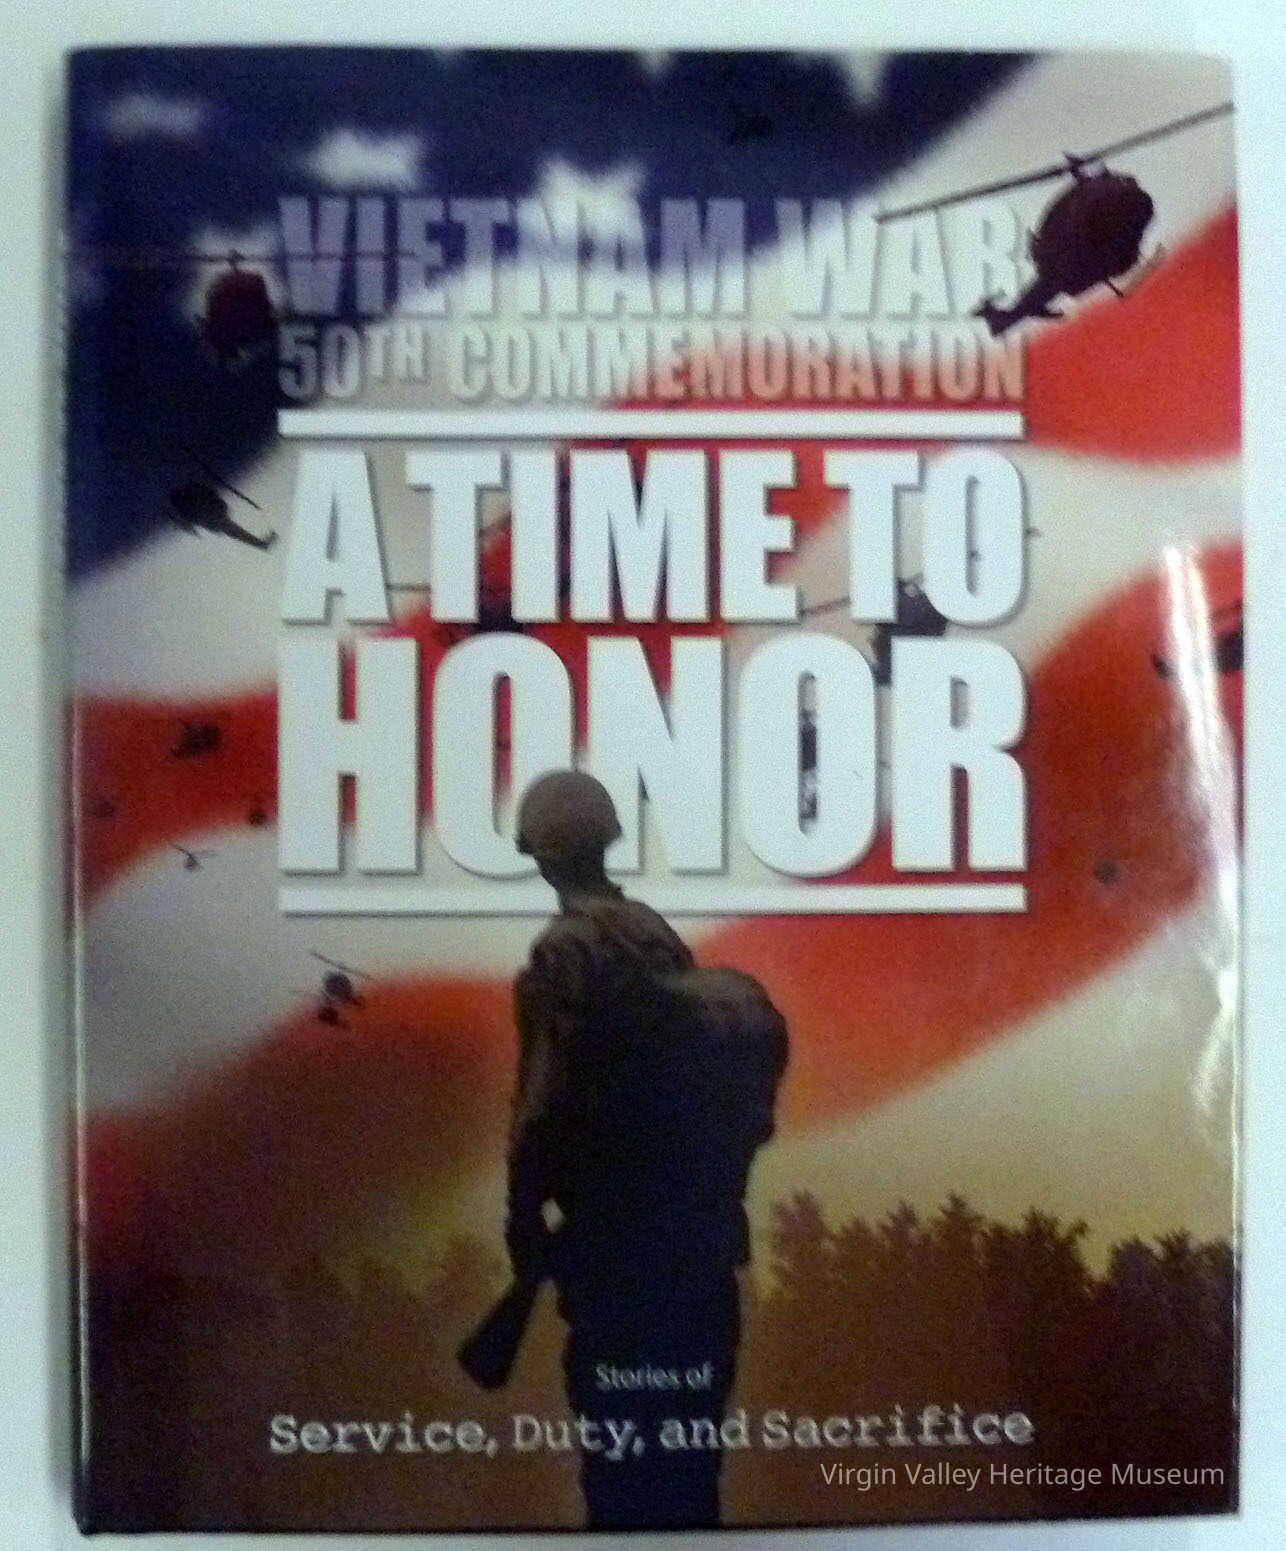 VIETNAM WAR
50TH COMMEMORATION
A TIME TO
HONOR
Stories of
Service, Duty, and Sacrifice
Virgin Valley Heritage Museum